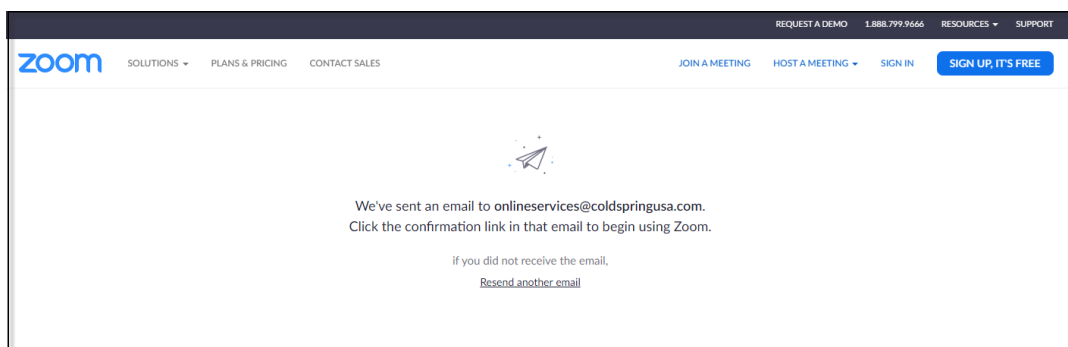 REQUEST A DEMO 1.888.799.9666 RESOURCES SUPPORT
zoom SOLUTIONS PLANS & PRICING CONTACT SALES JOIN A MEETING HOST A MEETING SIGN IN SIGN UP, IT'S FREE
We've sent an email to onlineservices@coldspringusa.com.
Click the confirmation link in that email to begin using Zoom.
if you did not receive the email,
Resend another email